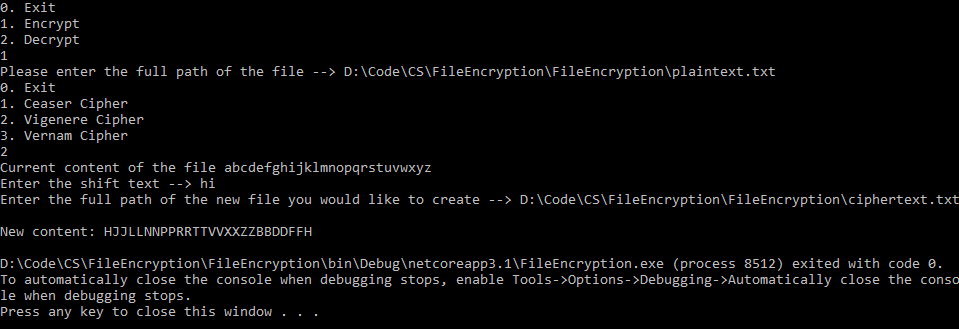 0. Exit
1. Encrypt
2. Decrypt
1
Please enter the full path of the file --> D:\Code\CS\FileEncryption\FileEncryption\plaintext.txt
0. Exit
1. Ceaser Cipher
2. Vigenere Cipher
3. Vernam Cipher
2
Current content of the file abcdefghijklmnopqrstuvwxyz
Enter the shift text --> hi
Enter the full path of the new file you would like to create --> D:\Code\CS\FileEncryption\FileEncryption\ciphertext.txt
New content: HJJLLNNPPRRTTVVXXZZBBDDFFH
D:\Code\CS\FileEncryption\FileEncryption\bin\Debug\netcoreapp3.1\FileEncryption.exe (process 8512) exited with code 0.
To automatically close the console when debugging stops, enable Tools->Options->Debugging->Automatically close the conso
le when debugging stops.
Press any key to close this window . . .